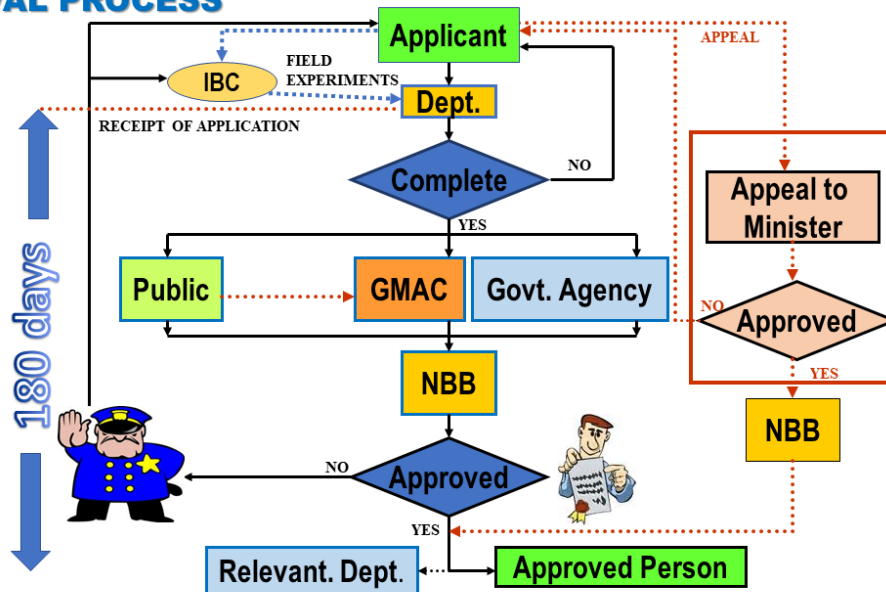 VAL PROCESS
Applicant
APPEAL
FIELD
EXPERIMENTS
IBC
Dept.
RECEIPT OF APPLICATION
Complete
NO
YES
Appeal to
Minister
Public
GMAC
Govt. Agency
180 days
NO
Approved
YES
NBB
NBB
NO
Approved
YES
Relevant. Dept.
Approved Person